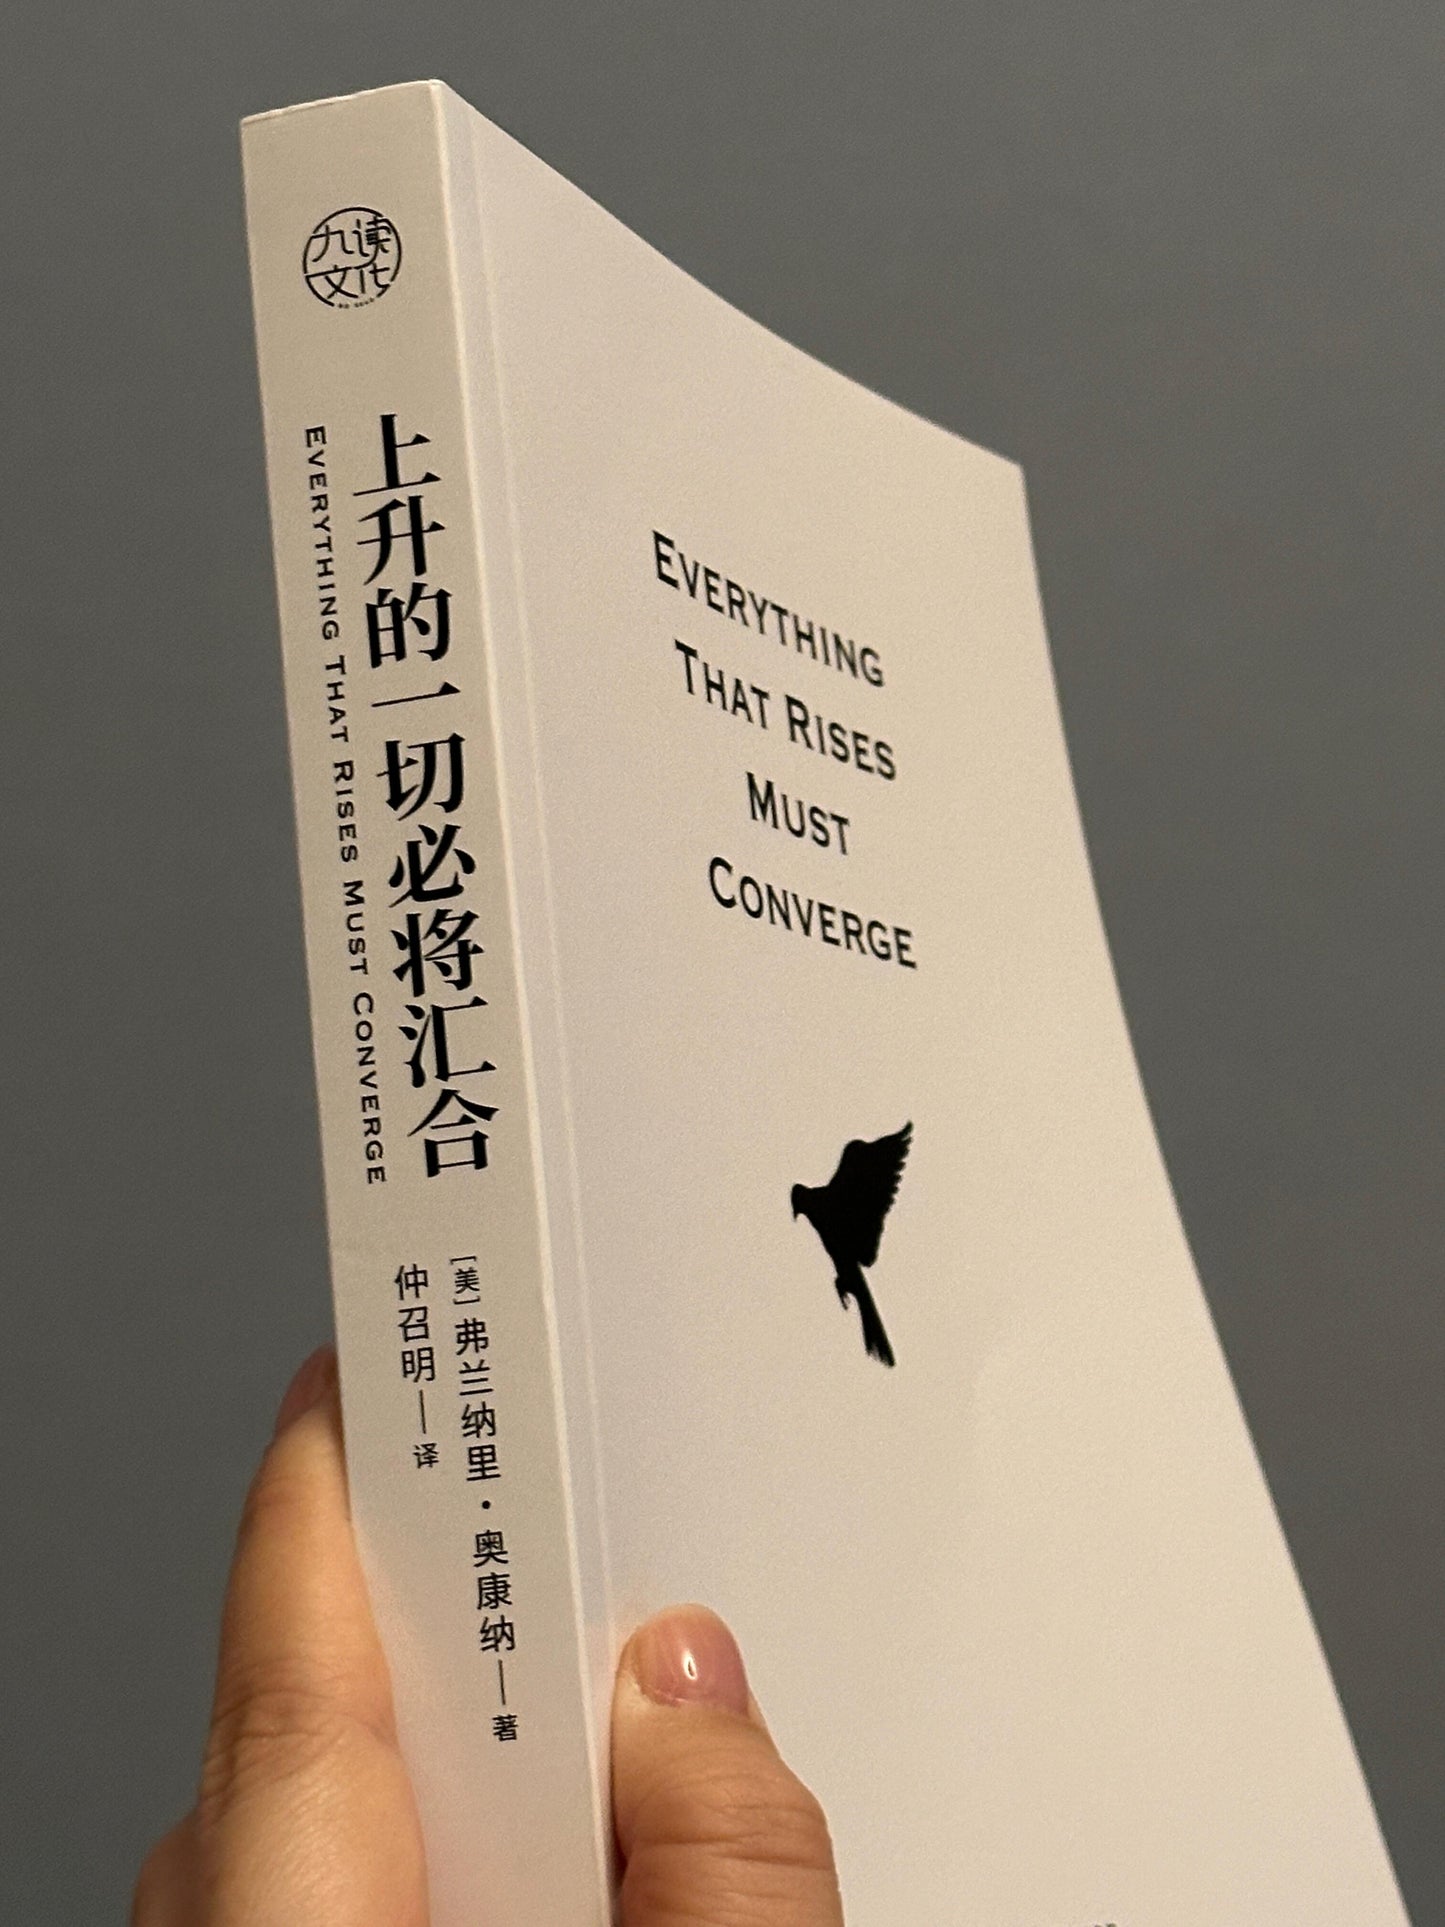 九读
文化
上升的一切必将汇合
EVERYTHING THAT RISES MUST CONVERGE
[美]弗兰纳里·奥康纳——著
仲召明——译
EVERYTHING
THAT RISES
MUST
CONVERGE